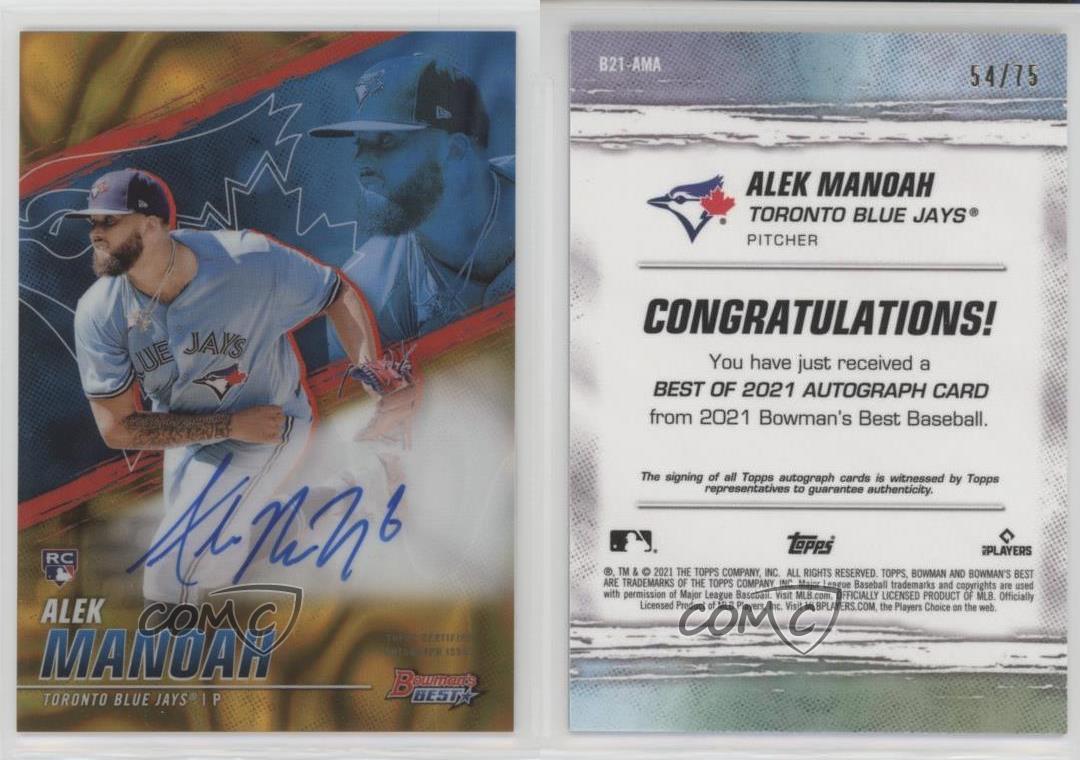 BLUE JAYS
RC
ALEK
MANOAH
TORONTO BLUE JAYS® | P
TOPPS CERTIFIED
AUTOGRAPH ISSUE
Bowman's
BEST
COMC
B21-AMA
54/75
ALEK MANOAH
TORONTO BLUE JAYS®
PITCHER
CONGRATULATIONS!
You have just received a
BEST OF 2021 AUTOGRAPH CARD
from 2021 Bowman's Best Baseball.
The signing of all Topps autograph cards is witnessed by Topps
representatives to guarantee authenticity.
topps
PLAYERS
®, TM & © 2021 THE TOPPS COMPANY, INC. ALL RIGHTS RESERVED. TOPPS, BOWMAN AND BOWMAN'S BEST
ARE TRADEMARKS OF THE TOPPS COMPANY, INC. Major League Baseball trademarks and copyrights are used
with permission of Major League Baseball. Visit MLB.com. OFFICIALLY LICENSED PRODUCT OF MLB. Officially
Licensed Product of MLB Players, Inc. Visit MLBPLAYERS.COM, the Players Choice on the web.
COMC